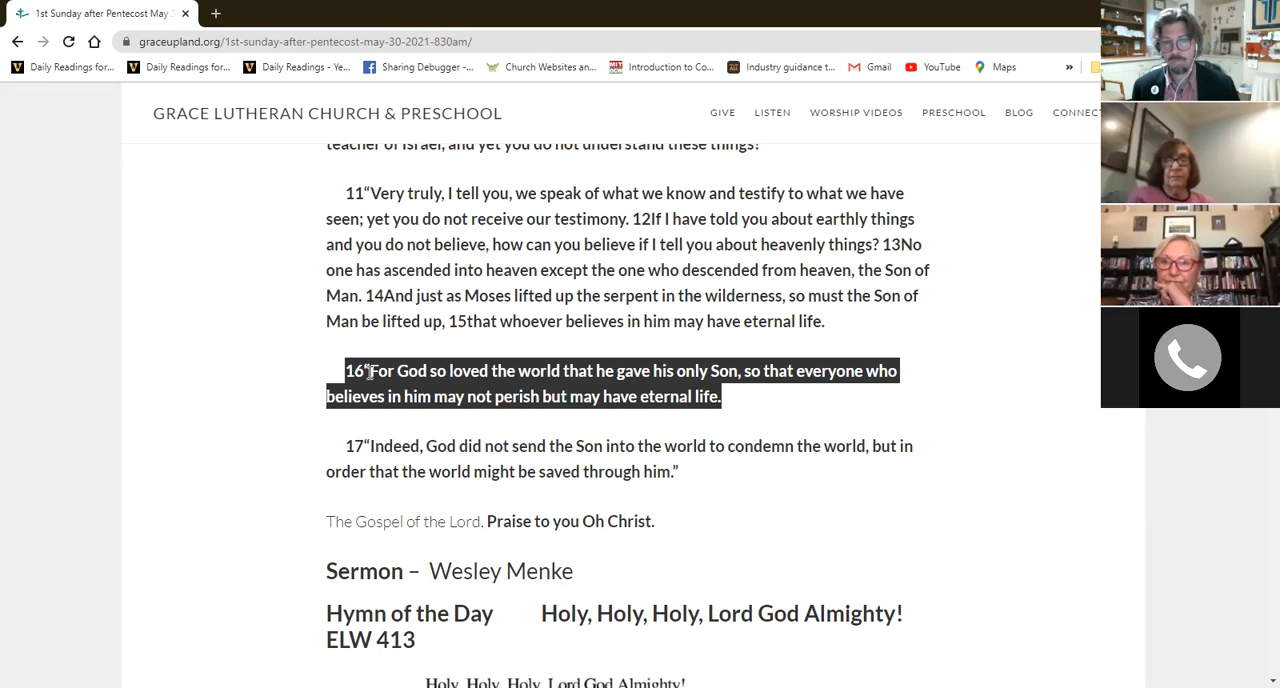 1st Sunday after Pentecost May 3
graceupland.org/1st-sunday-after-pentecost-may-30-2021-830am/
Daily Readings for... Daily Readings for... Daily Readings - Ye... Sharing Debugger -... Church Websites an... Introduction to Co... Industry guidance t... Gmail YouTube Maps »
GRACE LUTHERAN CHURCH & PRESCHOOL GIVE LISTEN WORSHIP VIDEOS PRESCHOOL BLOG CONNECT
teacher of Israel, and yet you do not understand these things?
11“Very truly, I tell you, we speak of what we know and testify to what we have
seen; yet you do not receive our testimony. 12If I have told you about earthly things
and you do not believe, how can you believe if I tell you about heavenly things? 13No
one has ascended into heaven except the one who descended from heaven, the Son of
Man. 14And just as Moses lifted up the serpent in the wilderness, so must the Son of
Man be lifted up, 15that whoever believes in him may have eternal life.
16“For God so loved the world that he gave his only Son, so that everyone who
believes in him may not perish but may have eternal life.
17“Indeed, God did not send the Son into the world to condemn the world, but in
order that the world might be saved through him.”
The Gospel of the Lord. Praise to you Oh Christ.
Sermon – Wesley Menke
Hymn of the Day Holy, Holy, Holy, Lord God Almighty!
ELW 413
Holy, Holy, Holy, Lord God Almighty!